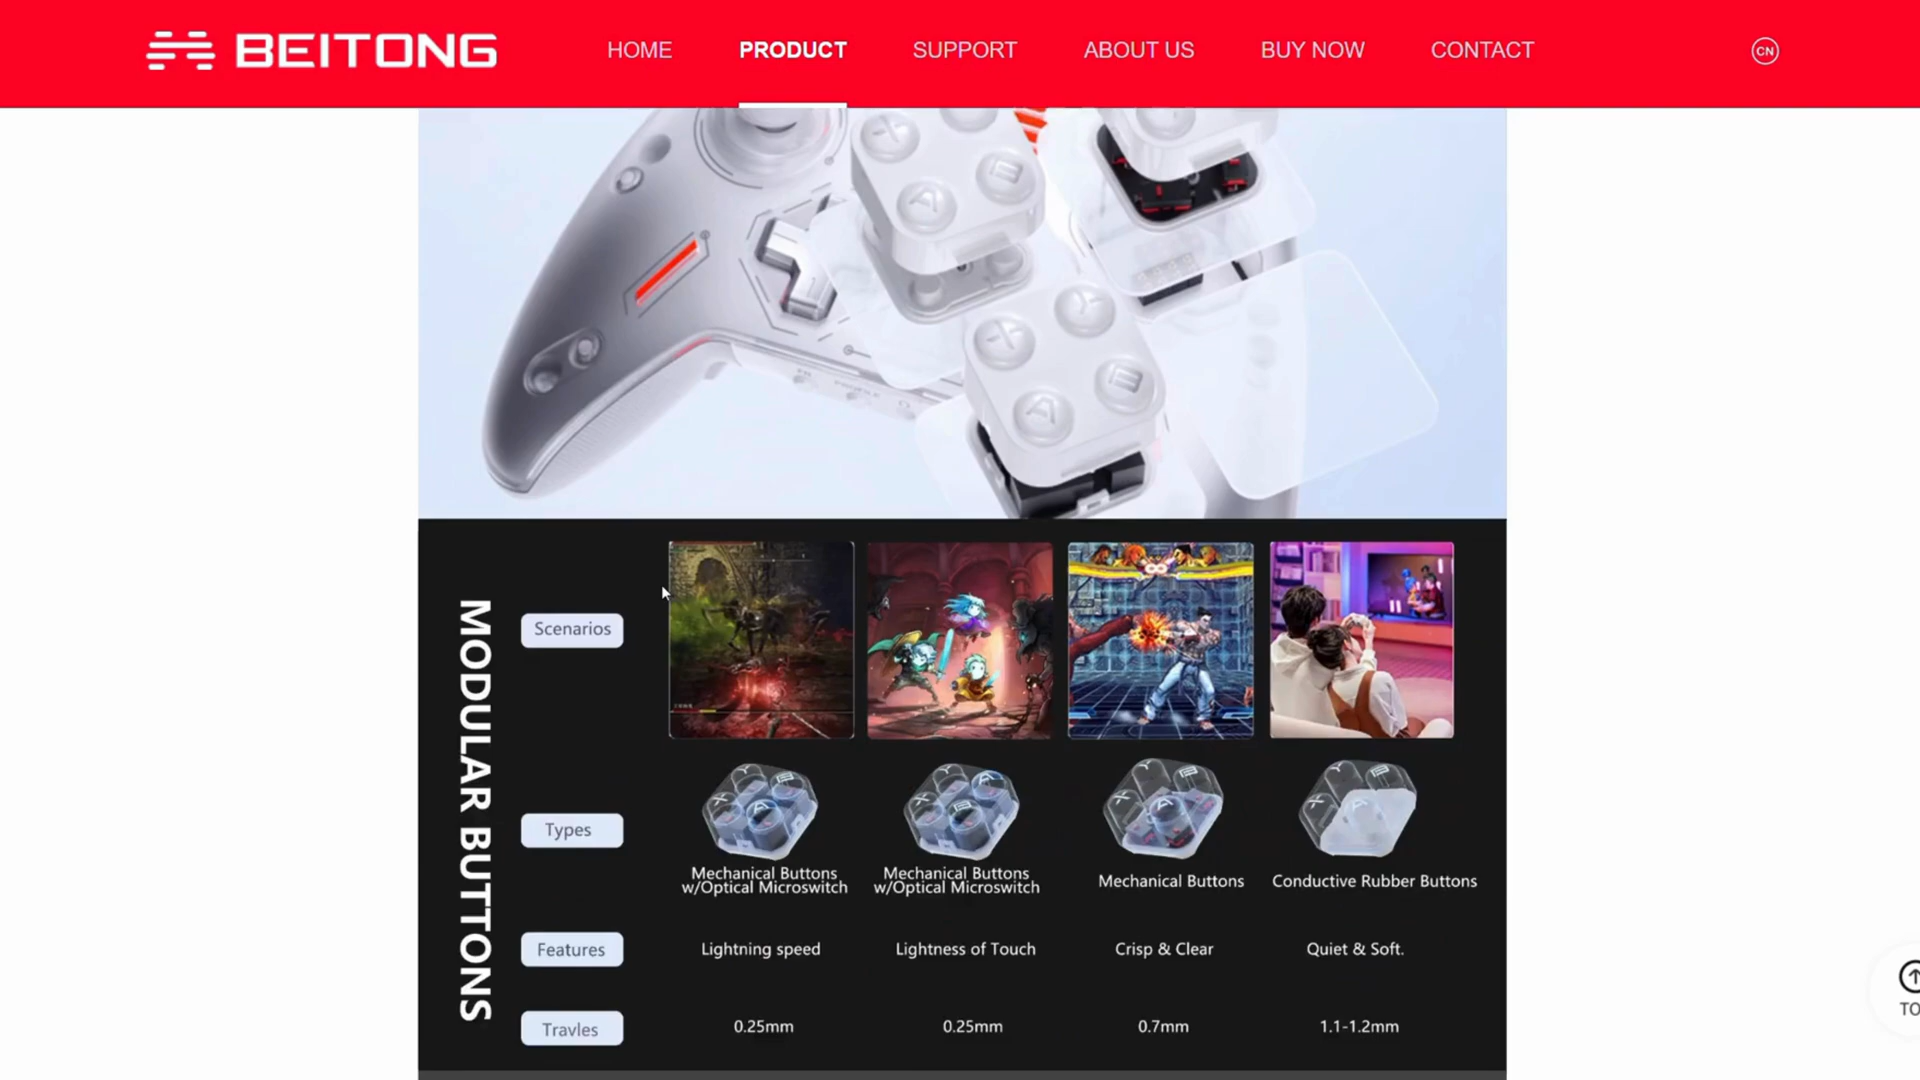 BEITONG
HOME
PRODUCT
SUPPORT
ABOUT US
BUY NOW
CONTACT
CN
X
B
A
Y
X
B
A
MODULAR BUTTONS
Scenarios
Types
Y B
X A
Y A
X B
Y B
X A
Y B
X A
Mechanical Buttons
w/Optical Microswitch
Mechanical Buttons
w/Optical Microswitch
Mechanical Buttons
Conductive Rubber Buttons
Features
Lightning speed
Lightness of Touch
Crisp & Clear
Quiet & Soft.
Travles
0.25mm
0.25mm
0.7mm
1.1-1.2mm
TO